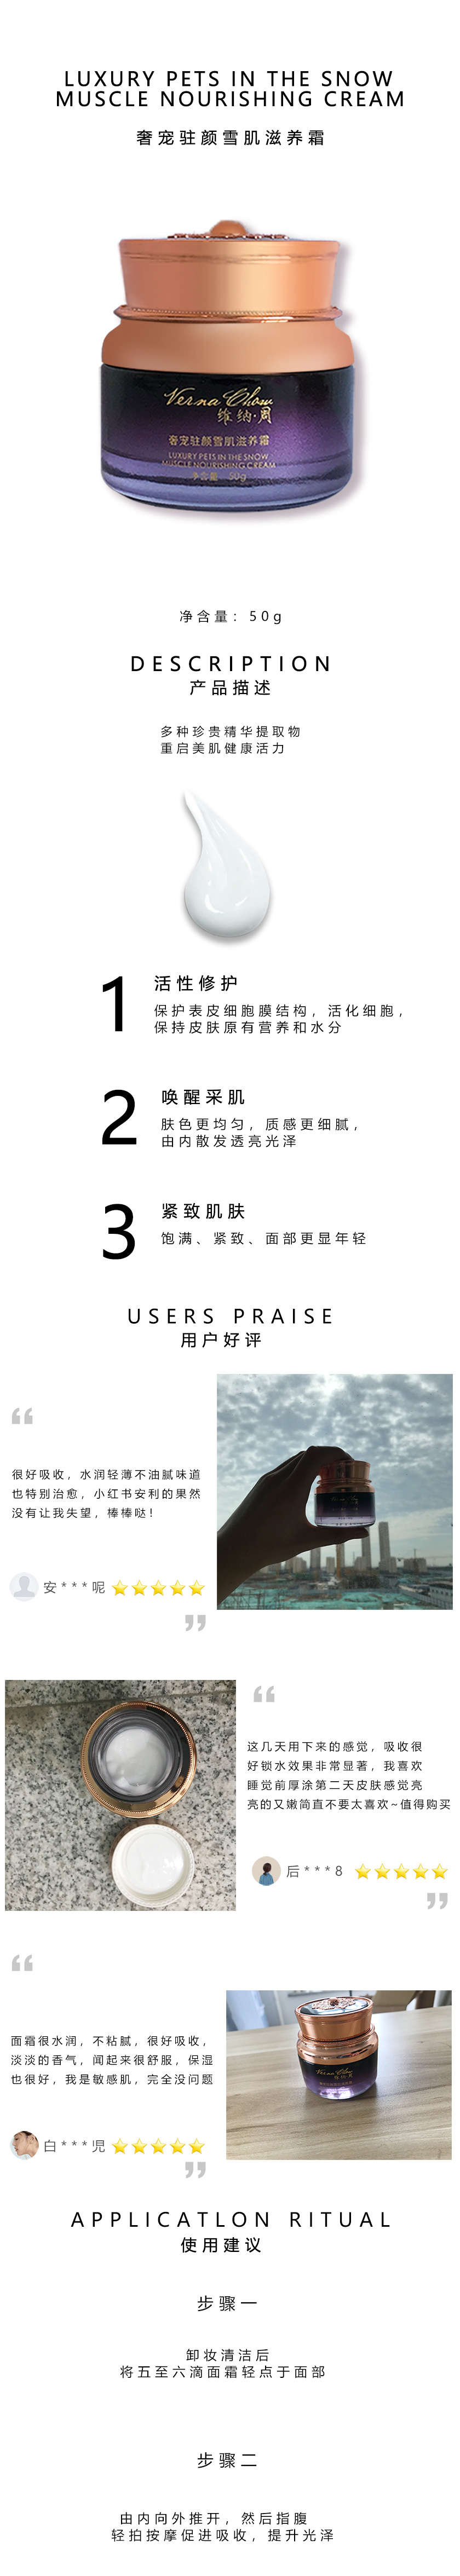 LUXURY PETS IN THE SNOW
MUSCLE NOURISHING CREAM
奢宠驻颜雪肌滋养霜
Verna Chow
维纳·周
奢宠驻颜雪肌滋养霜
LUXURY PETS IN THE SNOW
MUSCLE NOURISHING CREAM
净含量 50g
净含量：50g
DESCRIPTION
产品描述
多种珍贵精华提取物
重启美肌健康活力
1
活性修护
保护表皮细胞膜结构，活化细胞，
保持皮肤原有营养和水分
2
唤醒采肌
肤色更均匀，质感更细腻，
由内散发透亮光泽
3
紧致肌肤
饱满、紧致、面部更显年轻
USERS PRAISE
用户好评
“
很好吸收，水润轻薄不油腻味道
也特别治愈，小红书安利的果然
没有让我失望，棒棒哒！
安***呢
”
“
这几天用下来的感觉，吸收很
好锁水效果非常显著，我喜欢
睡觉前厚涂第二天皮肤感觉亮
亮的又嫩简直不要太喜欢~值得购买
后***8
”
“
面霜很水润，不粘腻，很好吸收，
淡淡的香气，闻起来很舒服，保湿
也很好，我是敏感肌，完全没问题
白***児
”
Verna Chow
维纳·周
APPLICATLON RITUAL
使用建议
步骤一
卸妆清洁后
将五至六滴面霜轻点于面部
步骤二
由内向外推开，然后指腹
轻拍按摩促进吸收，提升光泽